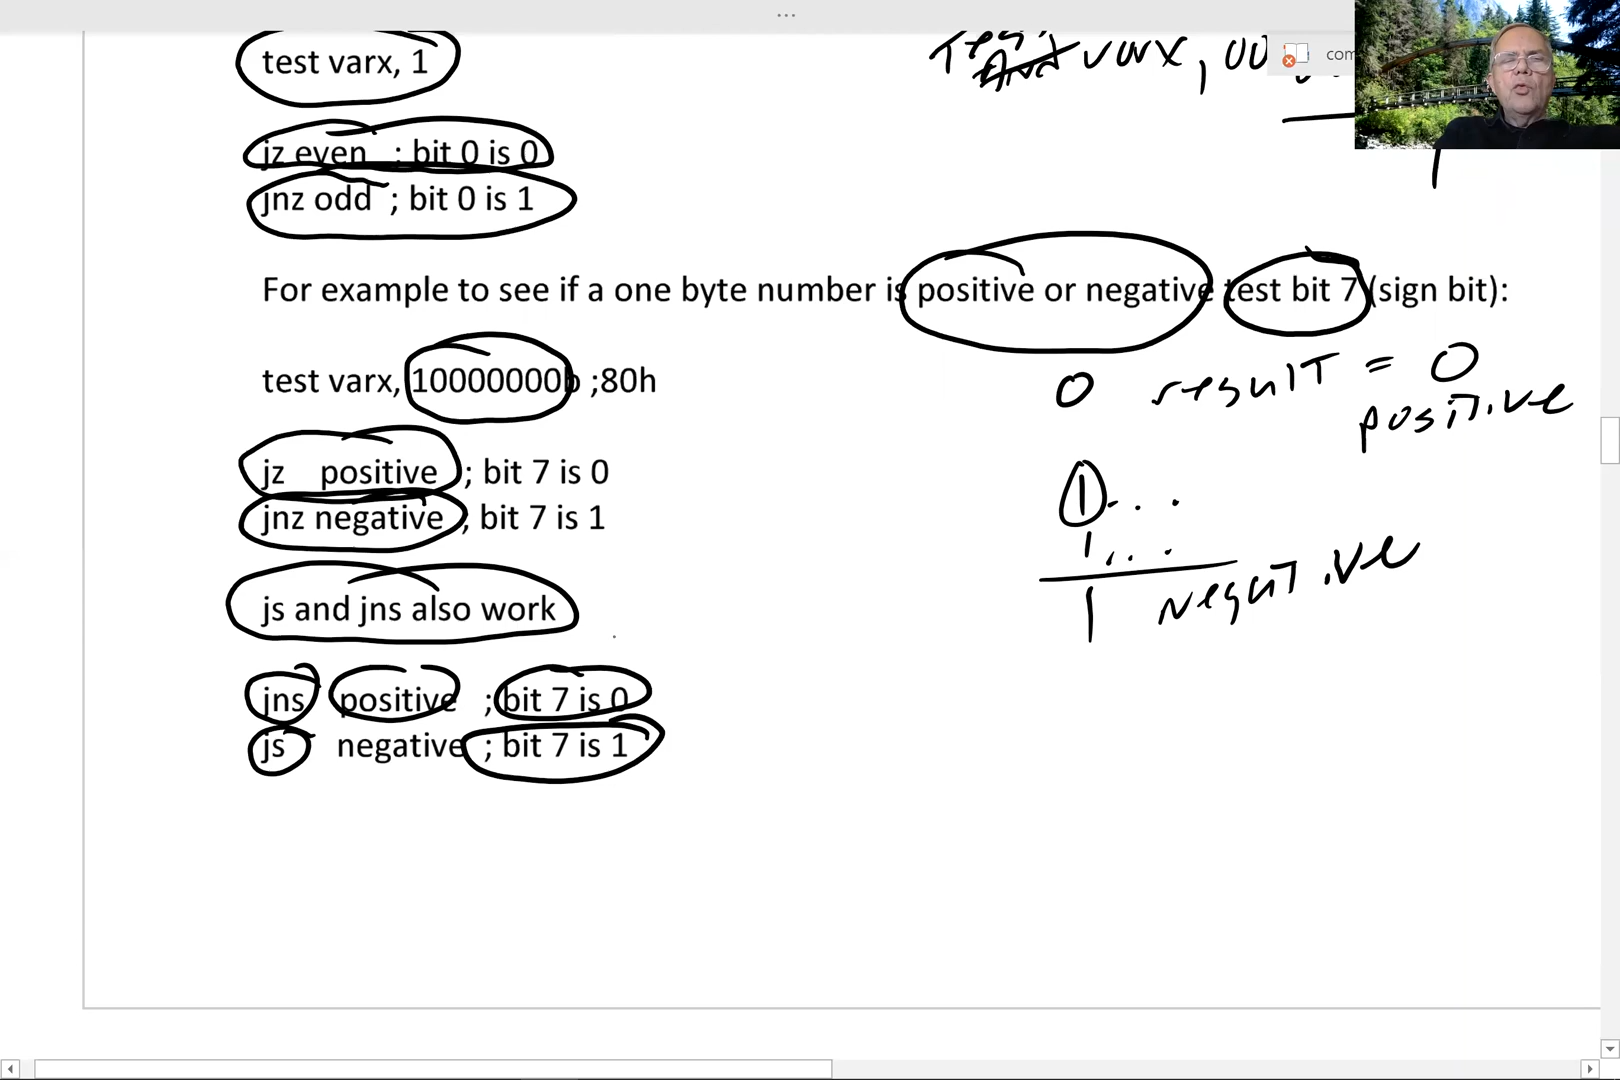 ...
test varx, 1
Test And varx, 00
com
jz even ; bit 0 is 0
jnz odd ; bit 0 is 1
For example to see if a one byte number is positive or negative test bit 7 (sign bit):
test varx, 10000000b ;80h
0 result = 0
positive
jz positive ; bit 7 is 0
jnz negative ; bit 7 is 1
1...
1...
1 negative
js and jns also work
jns positive ; bit 7 is 0
js negative ; bit 7 is 1